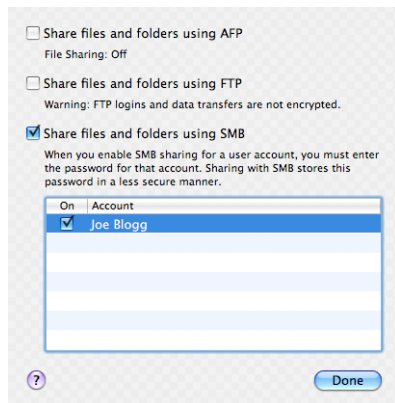 Share files and folders using AFP
File Sharing: Off
Share files and folders using FTP
Warning: FTP logins and data transfers are not encrypted.
Share files and folders using SMB
When you enable SMB sharing for a user account, you must enter
the password for that account. Sharing with SMB stores this
password in a less secure manner.
On Account
Joe Blogg
? Done